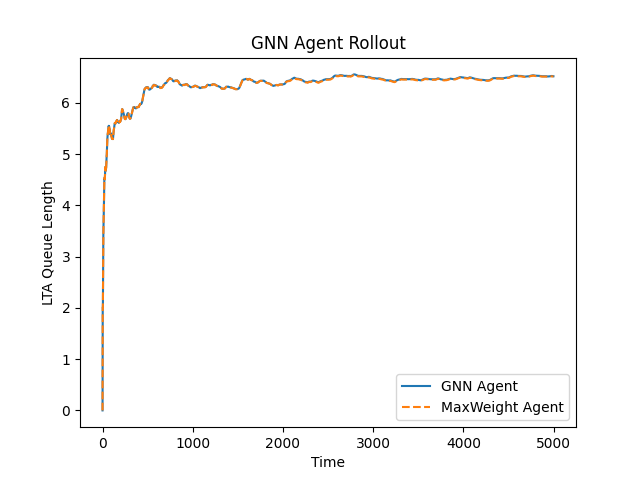 GNN Agent Rollout
LTA Queue Length
6
5
4
3
2
1
0
GNN Agent
MaxWeight Agent
0 1000 2000 3000 4000 5000
Time